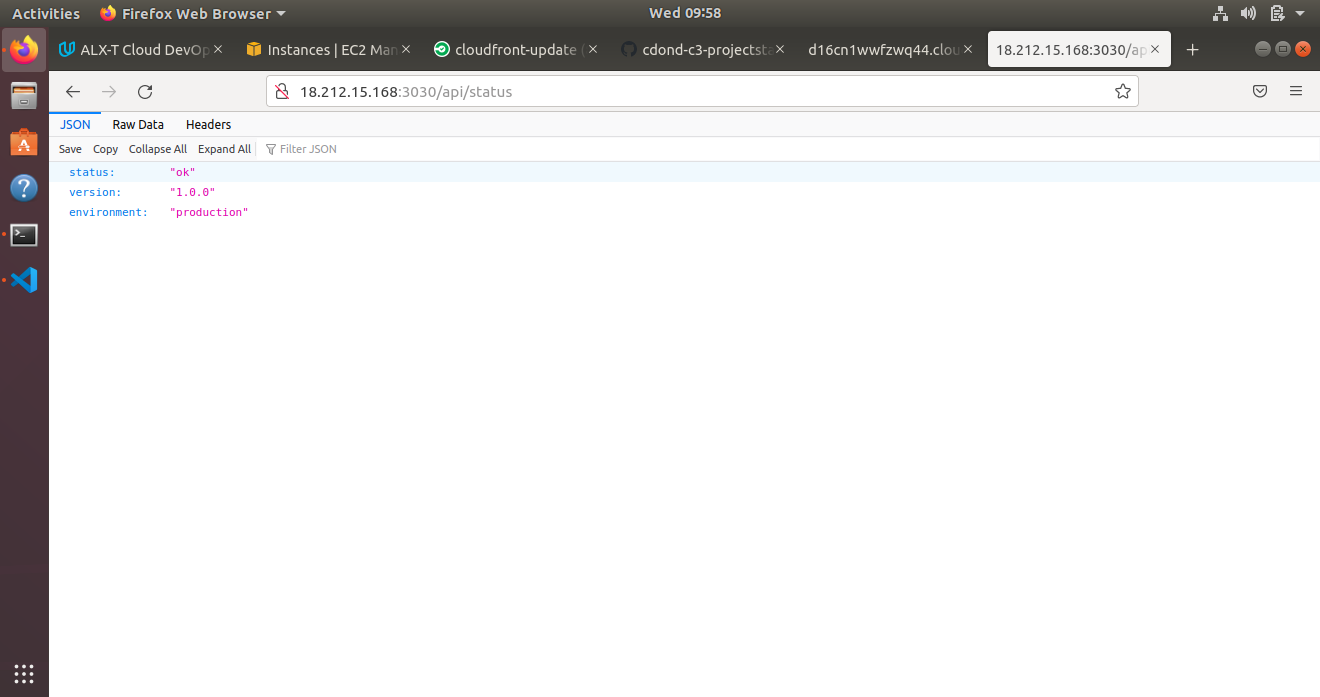 Activities Firefox Web Browser Wed 09:58
ALX-T Cloud DevOp Instances | EC2 Man cloudfront-update ( cdond-c3-projectsta d16cn1wwfzwq44.clou 18.212.15.168:3030/ap
18.212.15.168:3030/api/status
JSON Raw Data Headers
Save Copy Collapse All Expand All Filter JSON
status: "ok"
version: "1.0.0"
environment: "production"